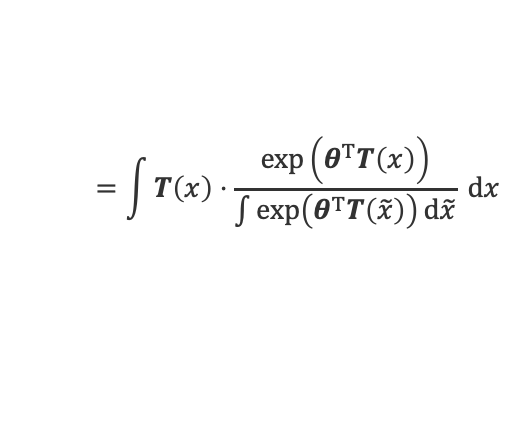 = ∫ 𝑻(𝑥) · exp(𝜽ᵀ𝑻(𝑥)) / ∫ exp(𝜽ᵀ𝑻(𝑥̃)) d𝑥̃ d𝑥